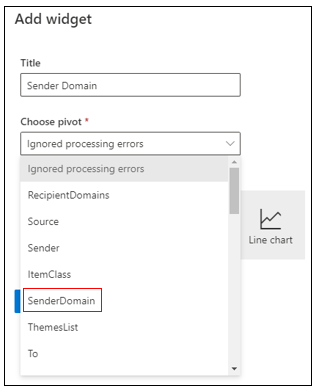 Add widget
Title
Sender Domain
Choose pivot *
Ignored processing errors
Ignored processing errors
RecipientDomains
Source
Sender
ItemClass
SenderDomain
ThemesList
To
Line chart